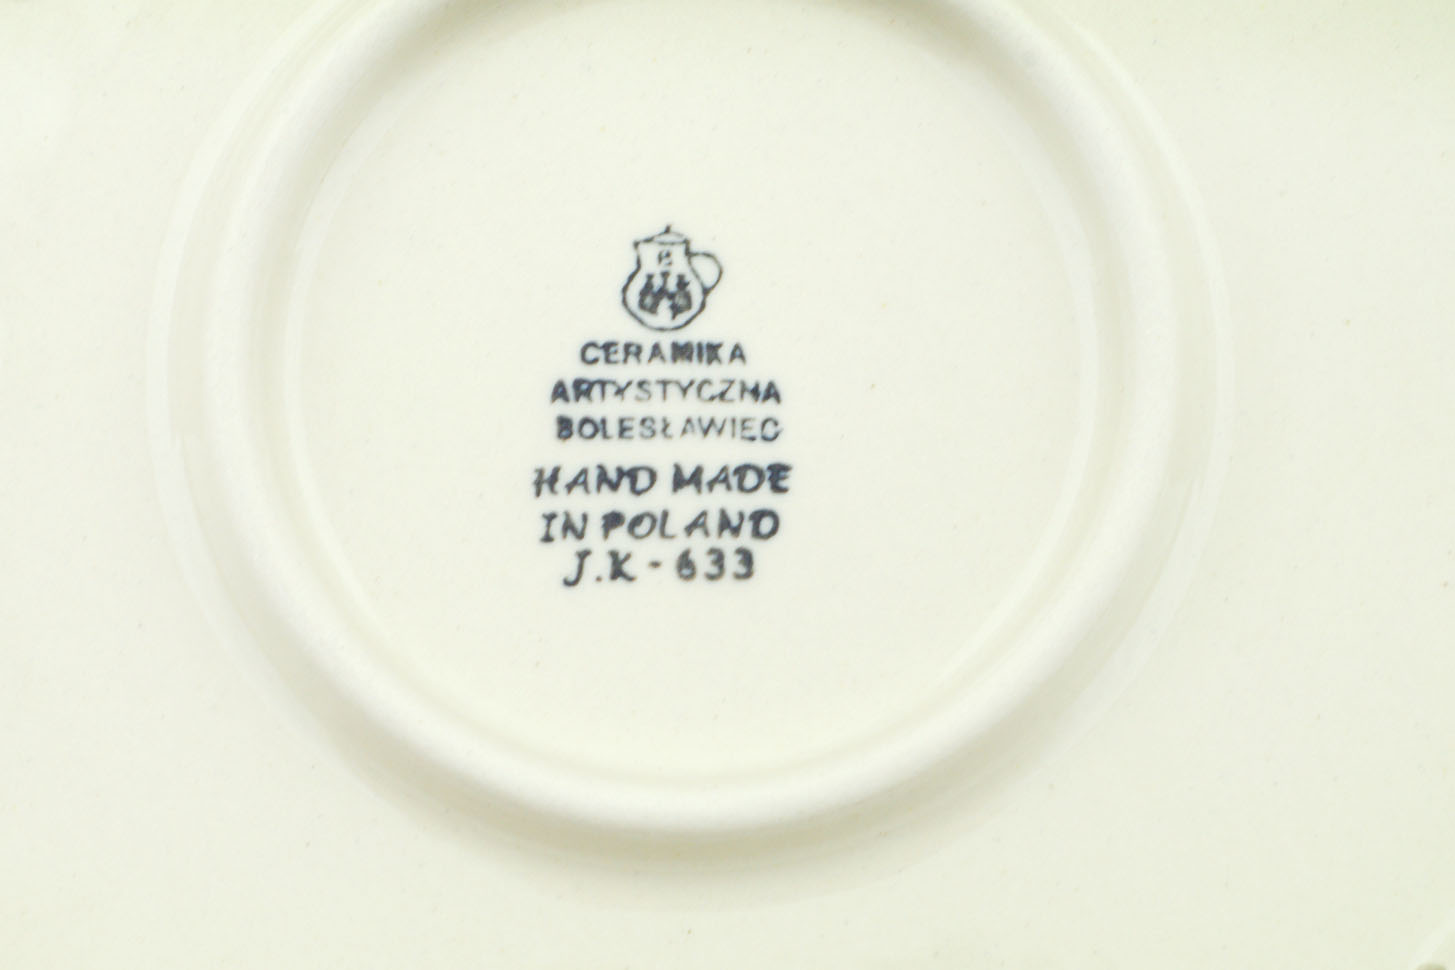 B
CERAMIKA
ARTYSTYCZNA
BOLESŁAWIEC
HAND MADE
IN POLAND
J.K - 633